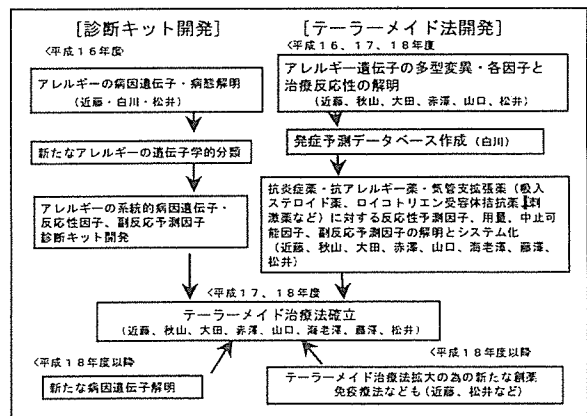 [診断キット開発]
<平成16年度>
アレルギーの病因遺伝子・病態解明
(近藤・白川・松井)
新たなアレルギーの遺伝子学的分類
アレルギーの系統的病因遺伝子・
反応性因子、副反応予測因子
診断キット開発
[テーラーメイド法開発]
<平成16、17、18年度
アレルギー遺伝子の多型変異・各因子と
治療反応性の解明
(近藤、秋山、大田、赤澤、山口、松井)
発症予測データベース作成(白川)
抗炎症薬・抗アレルギー薬・気管支拡張薬(吸入
ステロイド薬、ロイコトリエン受容体拮抗薬、β刺
激薬など)に対する反応性予測因子、用量、中止可
能因子、副反応予測因子の解明とシステム化
(近藤、秋山、大田、赤澤、山口、海老澤、藤澤、
松井)
<平成17、18年度
テーラーメイド治療法確立
(近藤、秋山、大田、赤澤、山口、海老澤、藤澤、松井)
<平成18年度以降
新たな病因遺伝子解明
<平成18年度以降
テーラーメイド治療法拡大の為の新たな創薬
免疫療法なども(近藤、松井など)